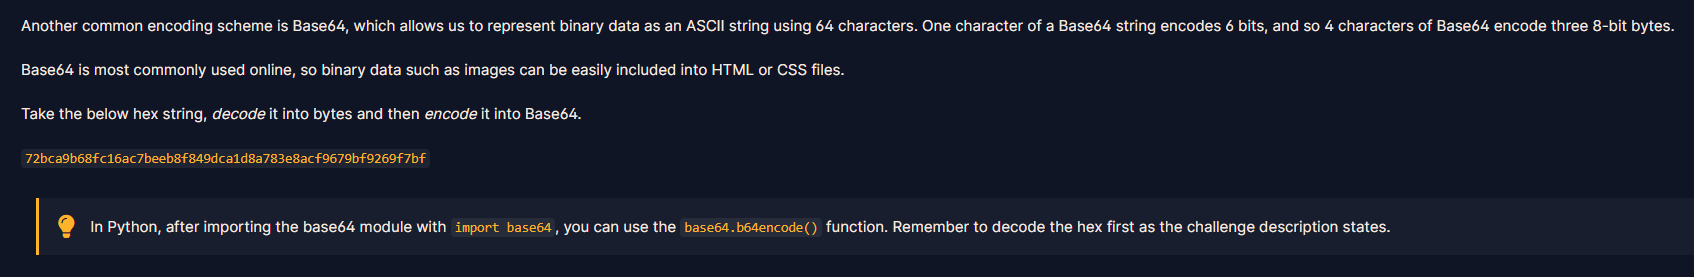 Another common encoding scheme is Base64, which allows us to represent binary data as an ASCII string using 64 characters. One character of a Base64 string encodes 6 bits, and so 4 characters of Base64 encode three 8-bit bytes.
Base64 is most commonly used online, so binary data such as images can be easily included into HTML or CSS files.
Take the below hex string, decode it into bytes and then encode it into Base64.
72bca9b68fc16ac7beeb8f849dca1d8a783e8acf9679bf9269f7bf
In Python, after importing the base64 module with import base64, you can use the base64.b64encode() function. Remember to decode the hex first as the challenge description states.